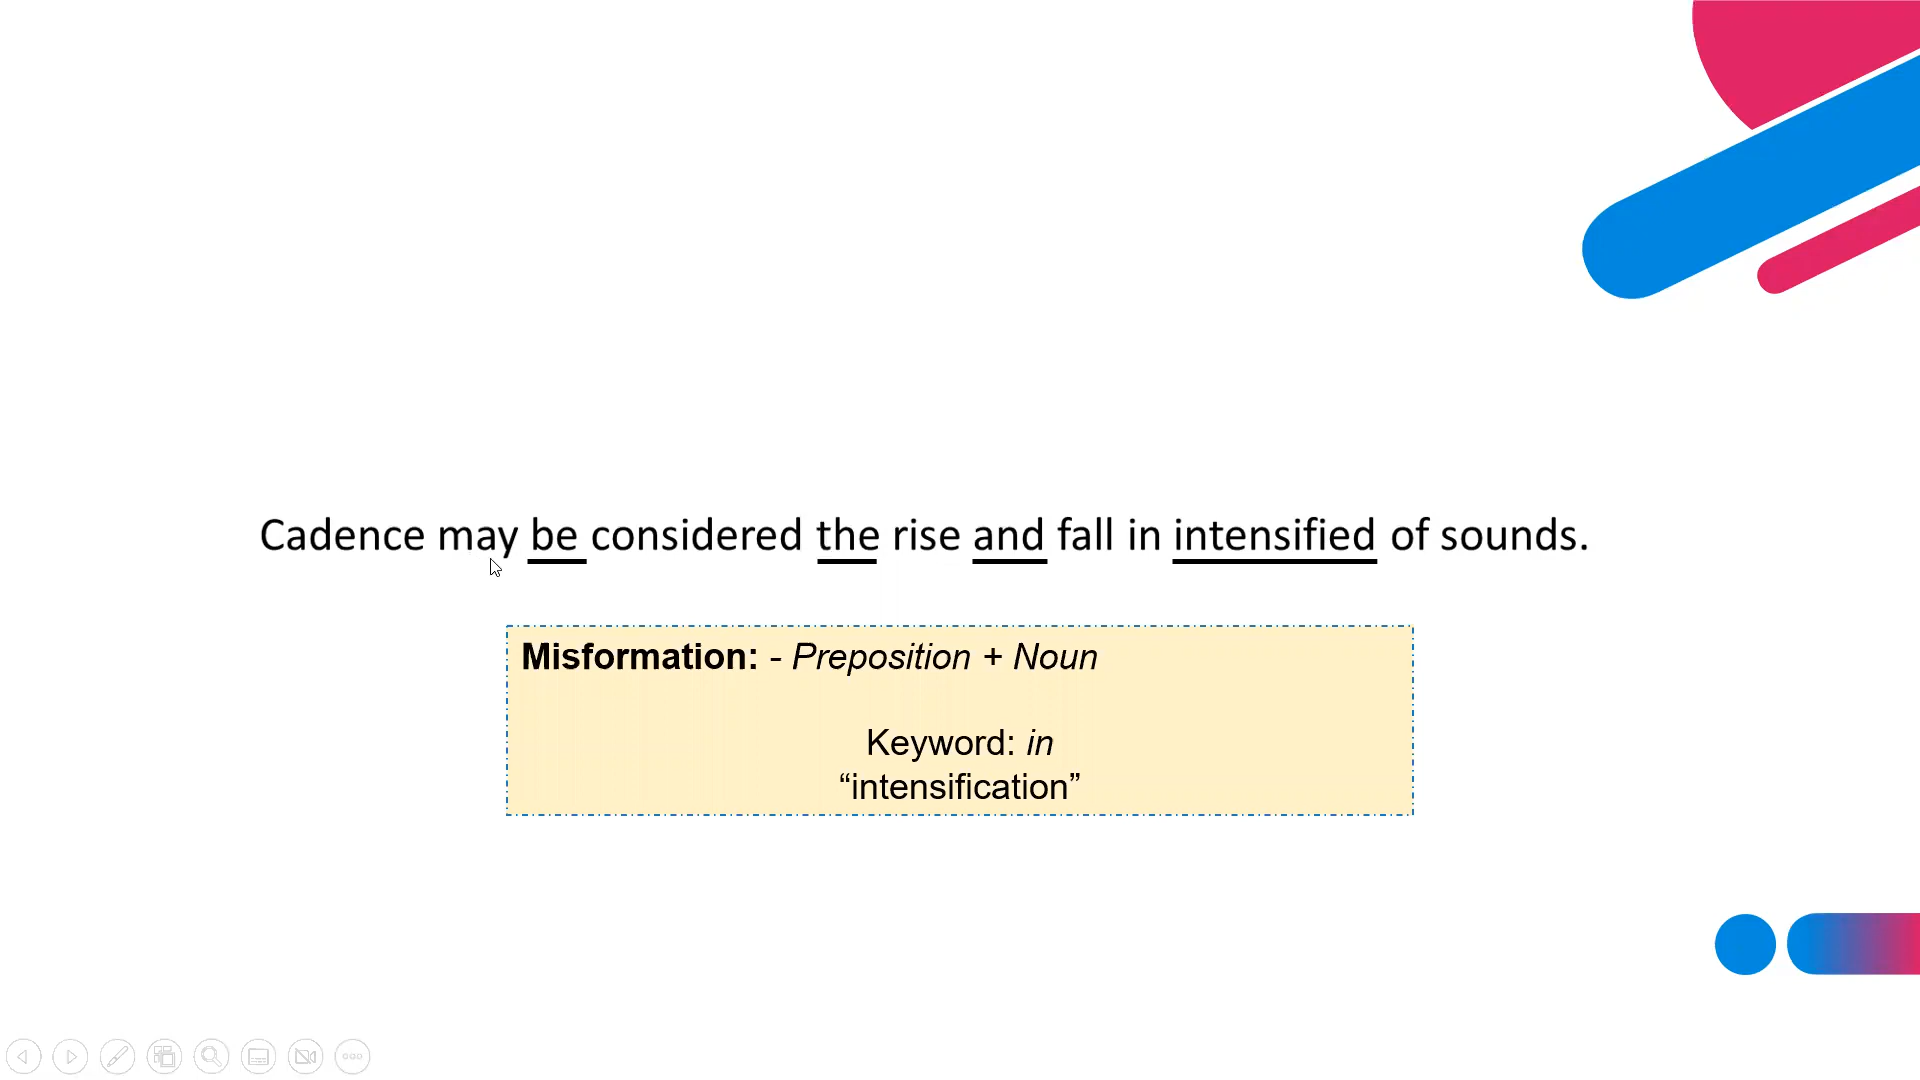 Cadence may be considered the rise and fall in intensified of sounds.
Misformation: - Preposition + Noun
Keyword: in
“intensification”